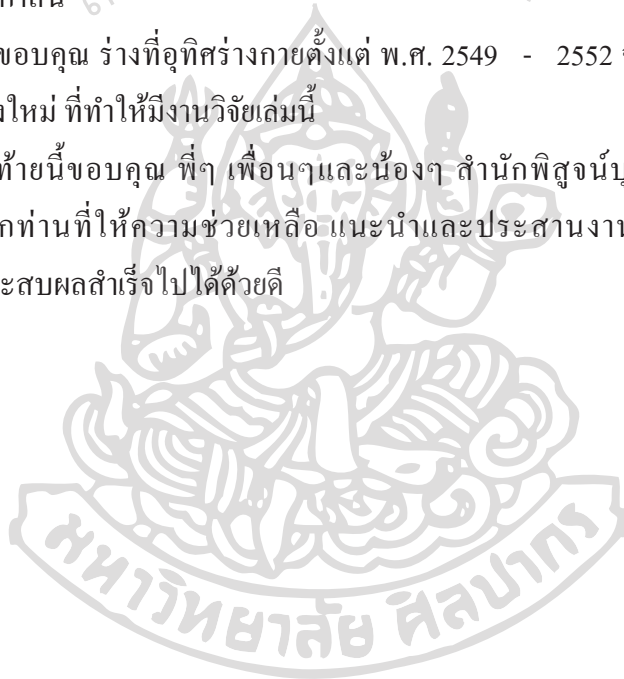 ขอบคุณ ร่างที่อุทิศร่างกายตั้งแต่ พ.ศ. 2549 - 2552
ใหม่ ที่ทำให้มีงานวิจัยเล่มนี้
ท้ายนี้ขอบคุณ พี่ๆ เพื่อนๆและน้องๆ สำนักพิสูจน์
กท่านที่ให้ความช่วยเหลือ แนะนำและประสานงาน
ะสบผลสำเร็จไปได้ด้วยดี
มหาวิทยาลัย ศิลปากร